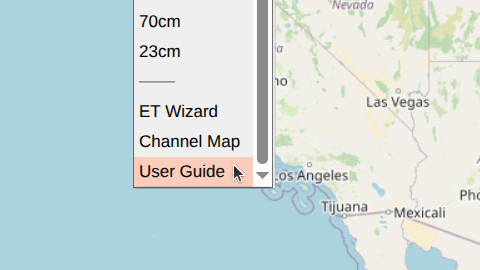 Nevada
70cm
23cm
ET Wizard
Las Vegas
Channel Map
User Guide
Los Angeles
Tijuana
Mexicali